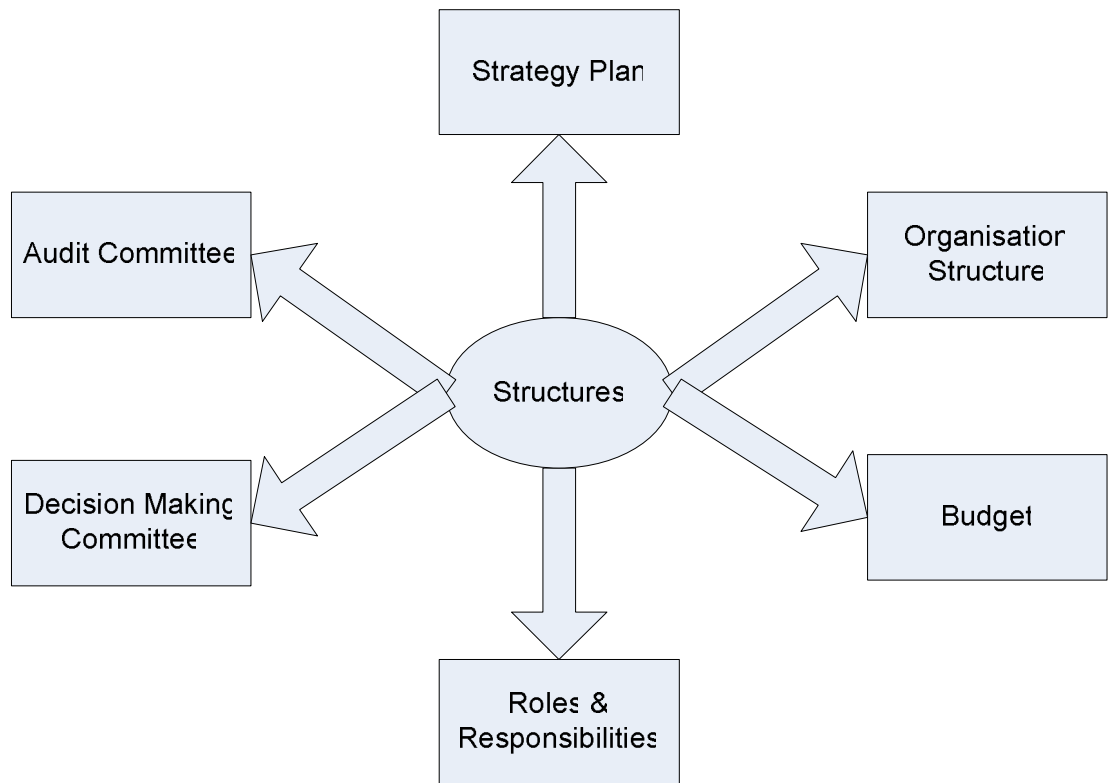 Strategy Plan
Audit Committee
Organisation
Structure
Structures
Decision Making
Committee
Budget
Roles &
Responsibilities